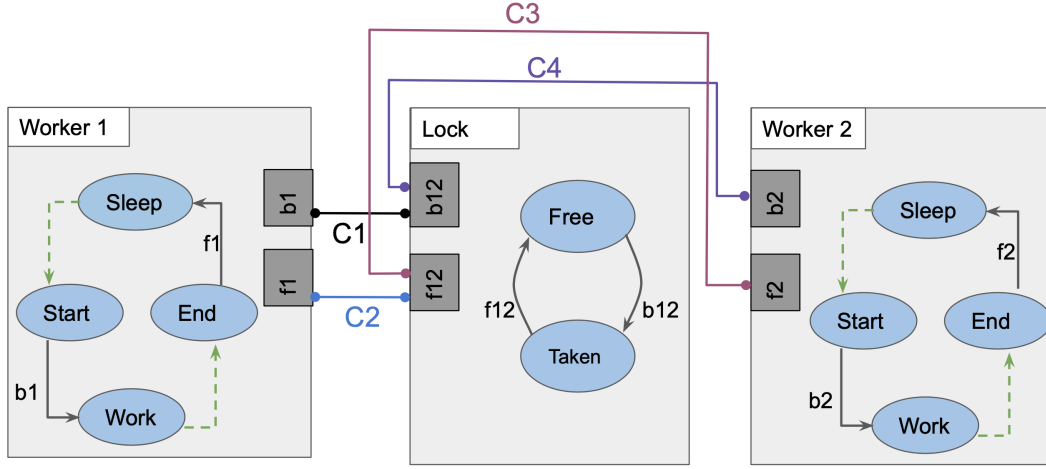 C3
C4
Worker 1
Lock
Worker 2
b1
b12
b2
C1
f1
f12
f2
C2
Sleep
f1
Start
End
b1
Work
Free
f12
b12
Taken
Sleep
f2
Start
End
b2
Work